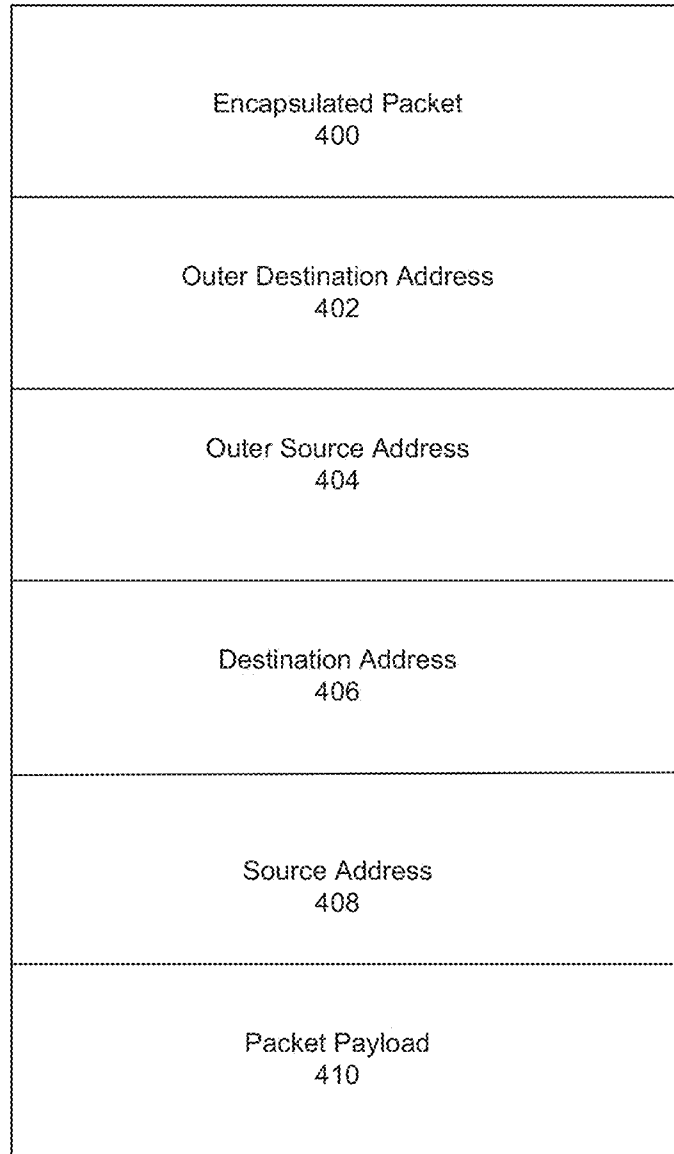 Encapsulated Packet
400
Outer Destination Address
402
Outer Source Address
404
Destination Address
406
Source Address
408
Packet Payload
410